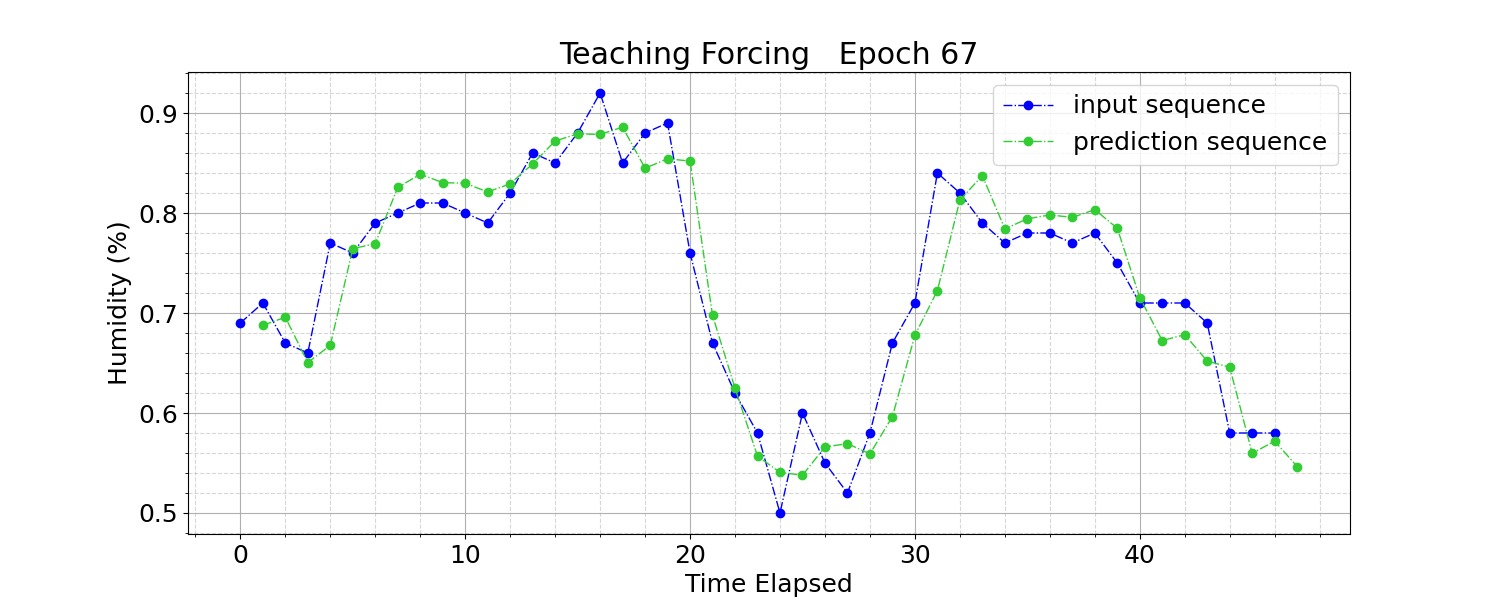 Teaching Forcing   Epoch 67
input sequence
prediction sequence
Humidity (%)
0.9
0.8
0.7
0.6
0.5
0 10 20 30 40
Time Elapsed